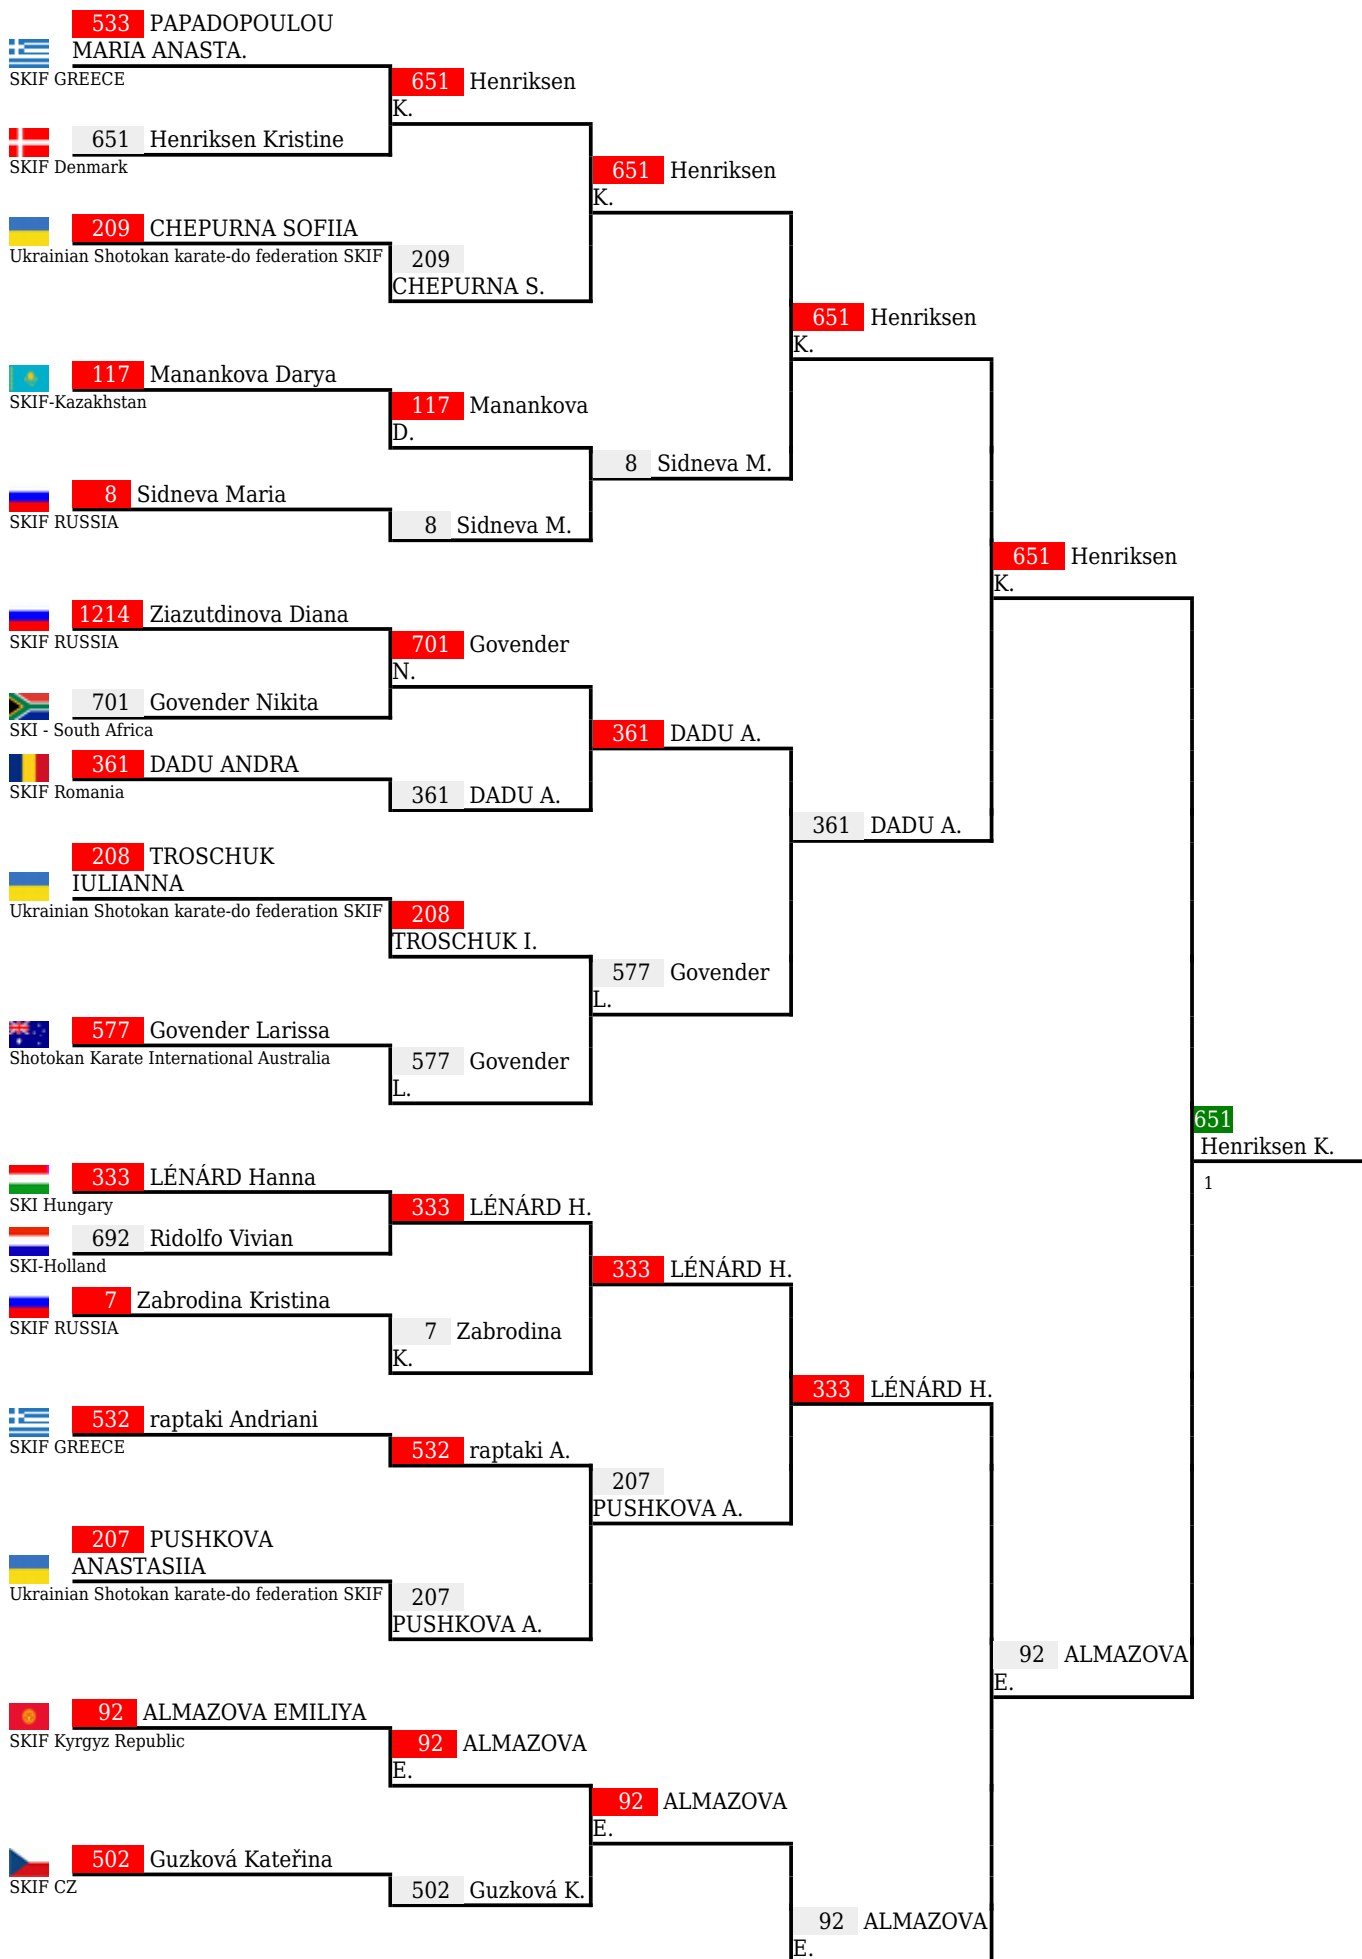 533 PAPADOPOULOU
MARIA ANASTA.
SKIF GREECE
651 Henriksen
K.
651 Henriksen Kristine
SKIF Denmark
651 Henriksen
K.
209 CHEPURNA SOFIIA
Ukrainian Shotokan karate-do federation SKIF
209
CHEPURNA S.
651 Henriksen
K.
117 Manankova Darya
SKIF-Kazakhstan
117 Manankova
D.
8 Sidneva M.
8 Sidneva Maria
SKIF RUSSIA
8 Sidneva M.
651 Henriksen
K.
1214 Ziazutdinova Diana
SKIF RUSSIA
701 Govender
N.
701 Govender Nikita
SKI - South Africa
361 DADU A.
361 DADU ANDRA
SKIF Romania
361 DADU A.
361 DADU A.
208 TROSCHUK
IULIANNA
Ukrainian Shotokan karate-do federation SKIF
208
TROSCHUK I.
577 Govender
L.
577 Govender Larissa
Shotokan Karate International Australia
577 Govender
L.
651
Henriksen K.
1
333 LÉNÁRD Hanna
SKI Hungary
333 LÉNÁRD H.
692 Ridolfo Vivian
SKI-Holland
333 LÉNÁRD H.
7 Zabrodina Kristina
SKIF RUSSIA
7 Zabrodina
K.
333 LÉNÁRD H.
532 raptaki Andriani
SKIF GREECE
532 raptaki A.
207
PUSHKOVA A.
207 PUSHKOVA
ANASTASIIA
Ukrainian Shotokan karate-do federation SKIF
207
PUSHKOVA A.
92 ALMAZOVA
E.
92 ALMAZOVA EMILIYA
SKIF Kyrgyz Republic
92 ALMAZOVA
E.
92 ALMAZOVA
E.
502 Guzková Kateřina
SKIF CZ
502 Guzková K.
92 ALMAZOVA
E.